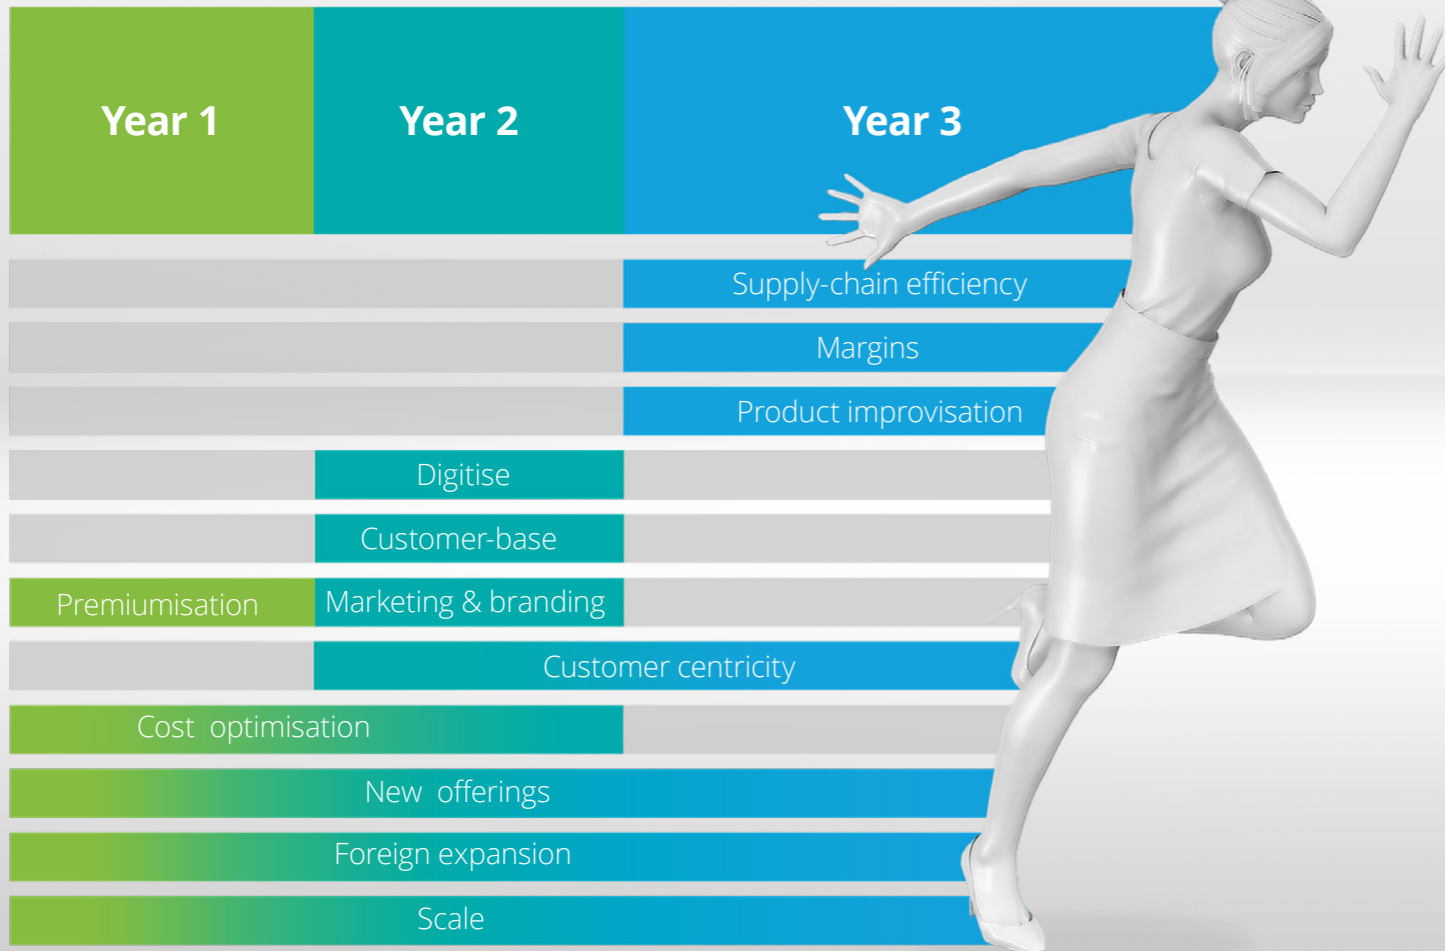 Year 1
Year 2
Year 3
Supply-chain efficiency
Margins
Product improvisation
Digitise
Customer-base
Premiumisation
Marketing & branding
Customer centricity
Cost optimisation
New offerings
Foreign expansion
Scale